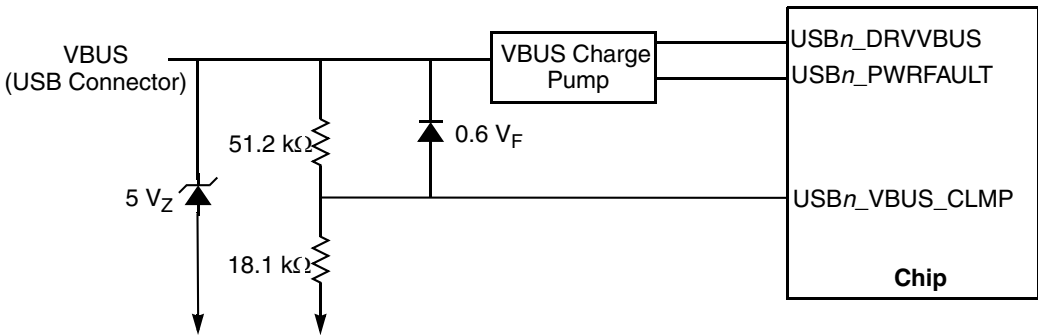 VBUS
(USB Connector)
VBUS Charge
Pump
USBn_DRVVBUS
USBn_PWRFAULT
51.2 kΩ
0.6 VF
5 VZ
USBn_VBUS_CLMP
18.1 kΩ
Chip